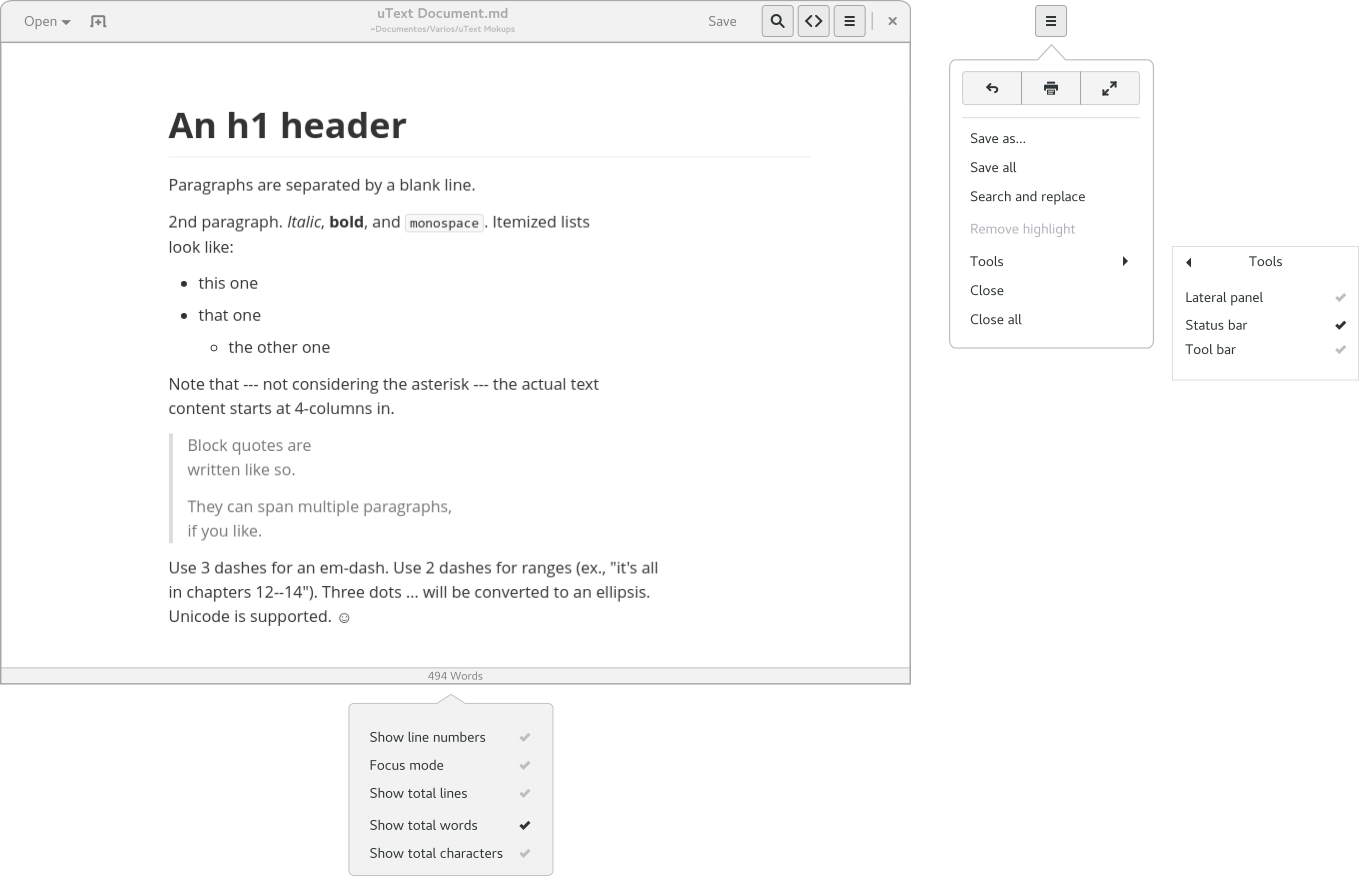 Open
uText Document.md
~Documentos/Varios/uText Mokups
Save
An h1 header
Paragraphs are separated by a blank line.
2nd paragraph. Italic, bold, and monospace. Itemized lists
look like:
this one
that one
the other one
Note that --- not considering the asterisk --- the actual text
content starts at 4-columns in.
Block quotes are
written like so.
They can span multiple paragraphs,
if you like.
Use 3 dashes for an em-dash. Use 2 dashes for ranges (ex., "it's all
in chapters 12--14"). Three dots ... will be converted to an ellipsis.
Unicode is supported. ☺
494 Words
Show line numbers
Focus mode
Show total lines
Show total words
Show total characters
Save as...
Save all
Search and replace
Remove highlight
Tools
Close
Close all
Tools
Lateral panel
Status bar
Tool bar